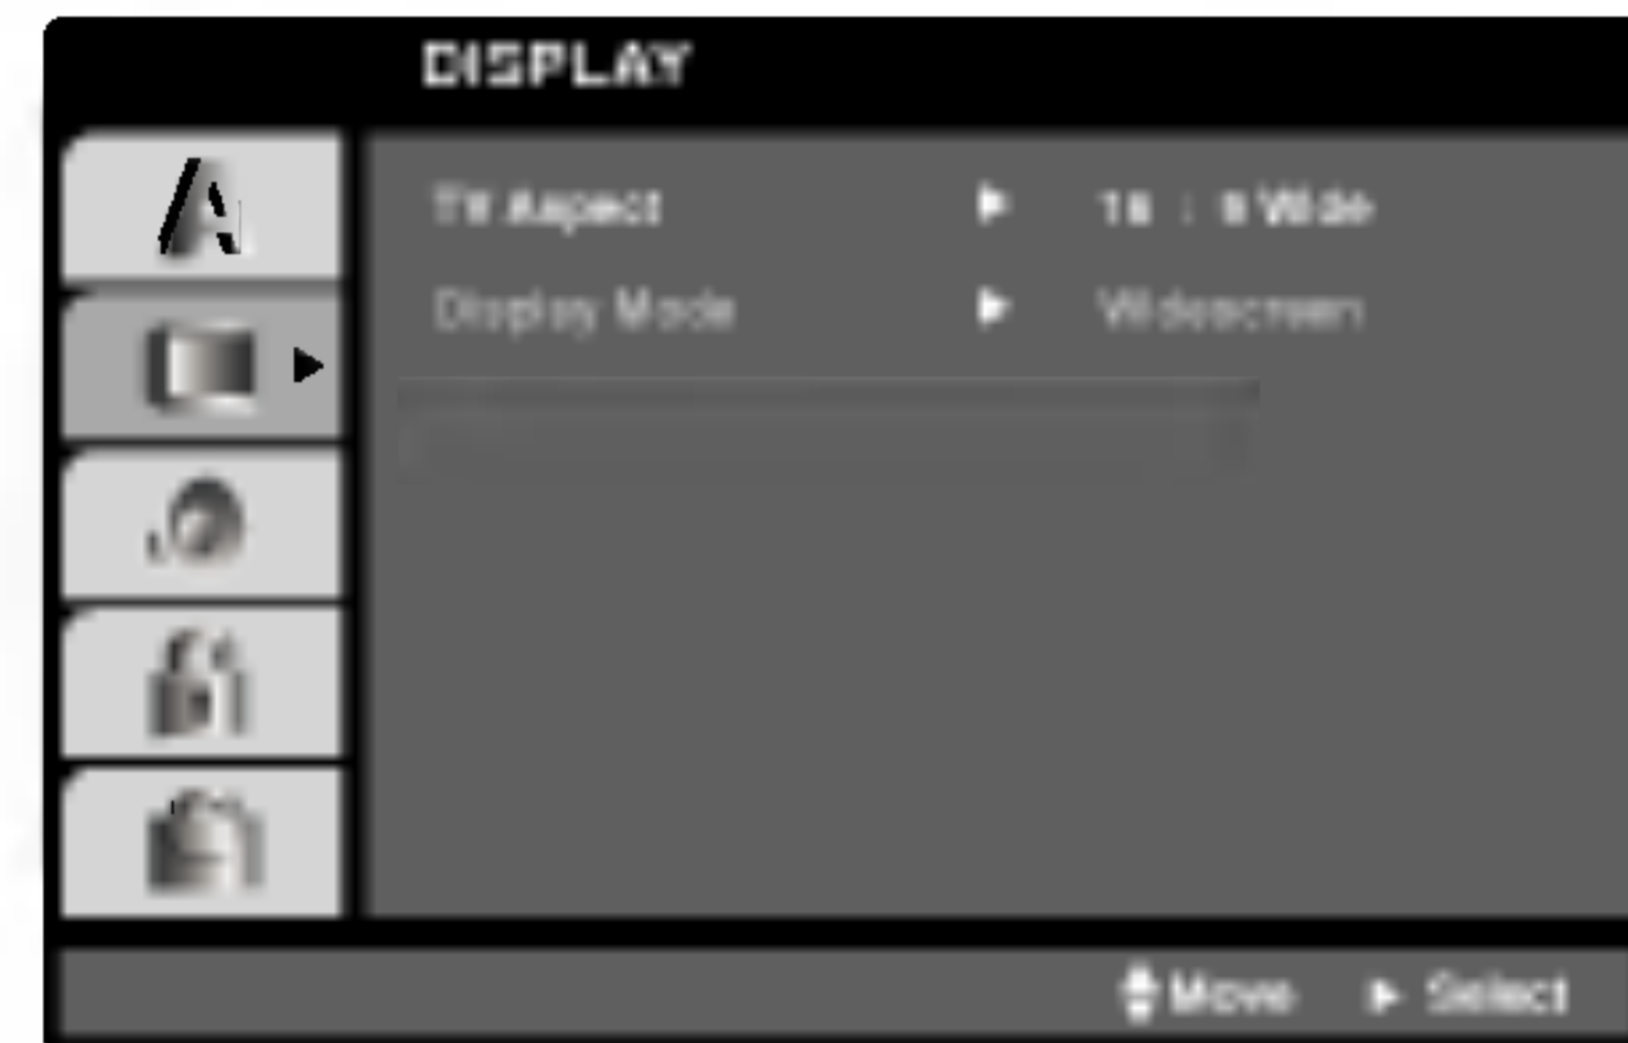 DISPLAY
A
TV Aspect ► 16 : 9 Wide
Display Mode ► Widescreen
Move ► Select